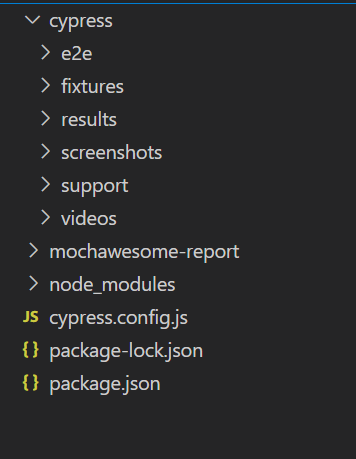 cypress
e2e
fixtures
results
screenshots
support
videos
mochawesome-report
node_modules
JS cypress.config.js
{} package-lock.json
{} package.json